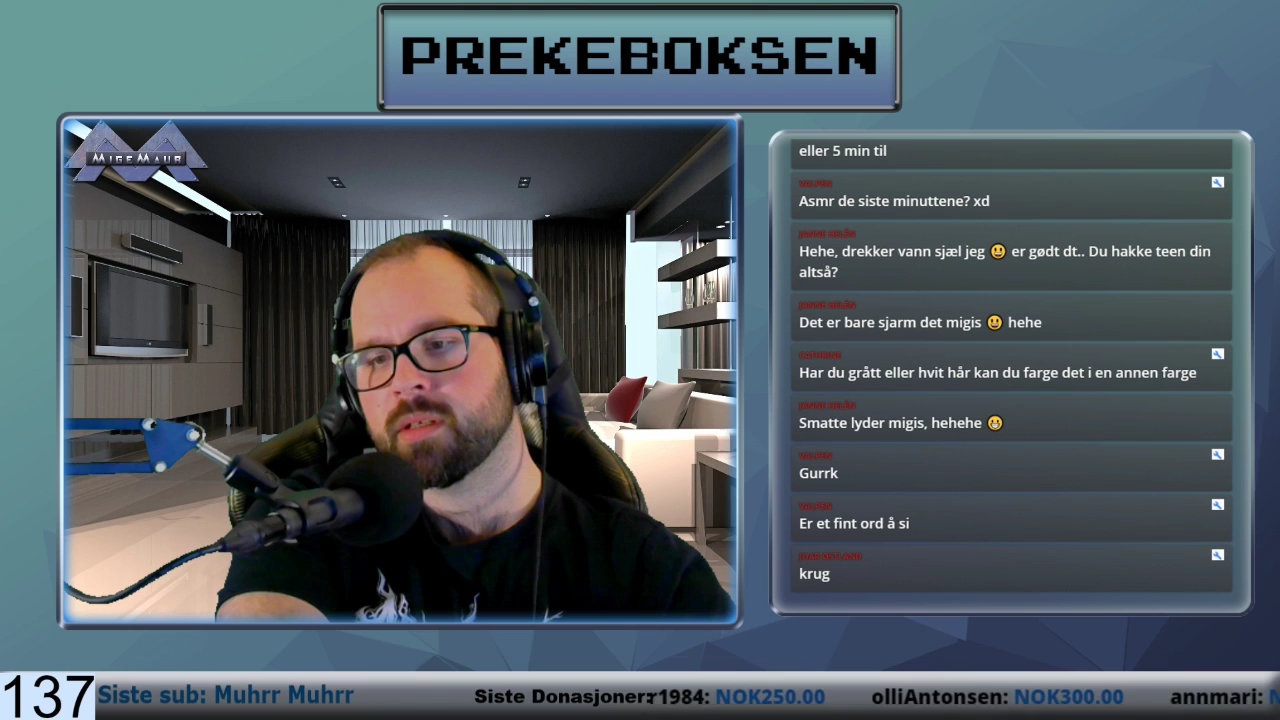 PREKEBOKSEN
MIGEMAUR
eller 5 min til
Asmr de siste minuttene? xd
Hehe, drekker vann sjæl jeg 😃 er gødt dt.. Du hakke teen din
altså?
Det er bare sjarm det migis 😃 hehe
CATHRINE
Har du grått eller hvit hår kan du farge det i en annen farge
Smatte lyder migis, hehehe 😁
Gurrk
Er et fint ord å si
krug
137 Siste sub: Muhrr Muhrr Siste Donasjoner: r1984: NOK250.00 olliAntonsen: NOK300.00 annmari: